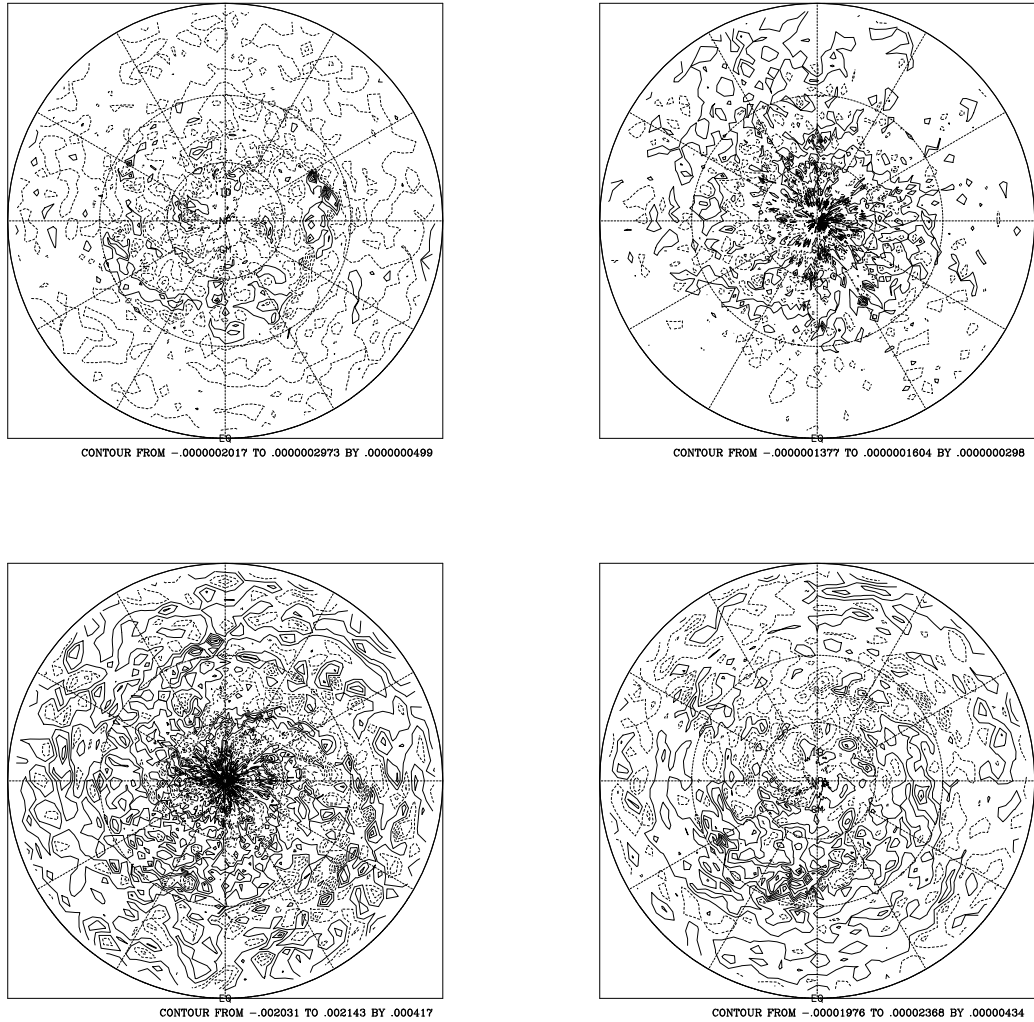 EQ
CONTOUR FROM -.0000002017 TO .0000002973 BY .0000000499
EQ
CONTOUR FROM -.0000001377 TO .0000001604 BY .0000000298
EQ
CONTOUR FROM -.002031 TO .002143 BY .000417
EQ
CONTOUR FROM -.00001976 TO .00002368 BY .00000434